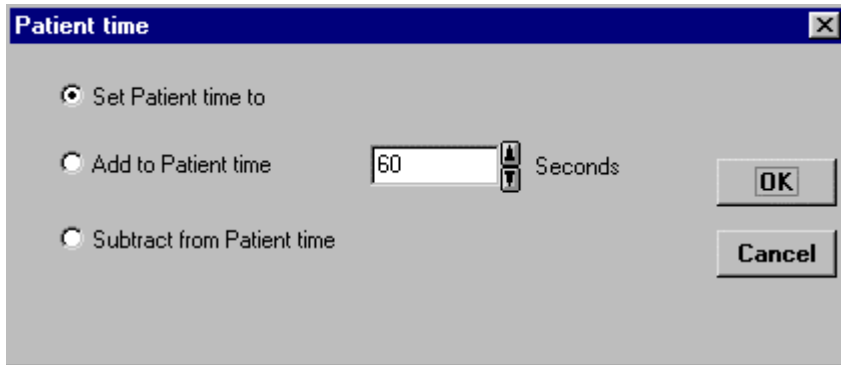 Patient time
Set Patient time to
Add to Patient time 60 Seconds
OK
Subtract from Patient time
Cancel